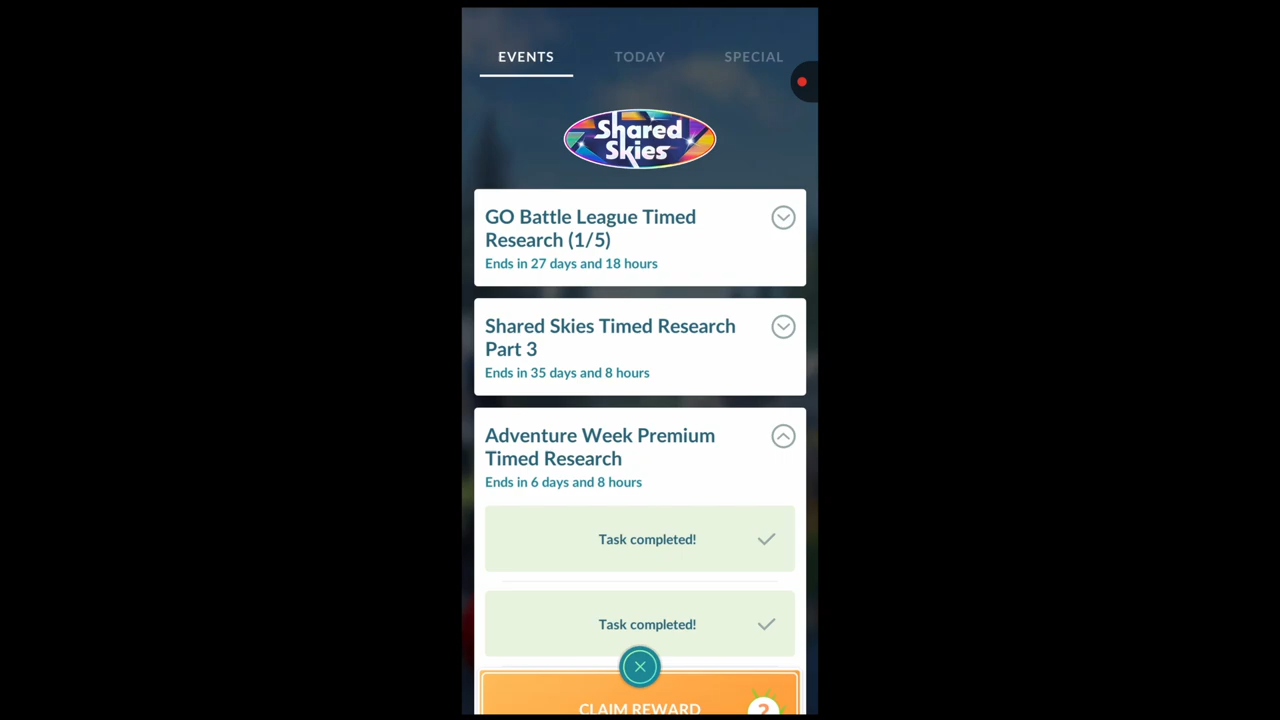 EVENTS TODAY SPECIAL
Shared
Skies
GO Battle League Timed
Research (1/5)
Ends in 27 days and 18 hours
Shared Skies Timed Research
Part 3
Ends in 35 days and 8 hours
Adventure Week Premium
Timed Research
Ends in 6 days and 8 hours
Task completed!
Task completed!
CLAIM REWARD ?